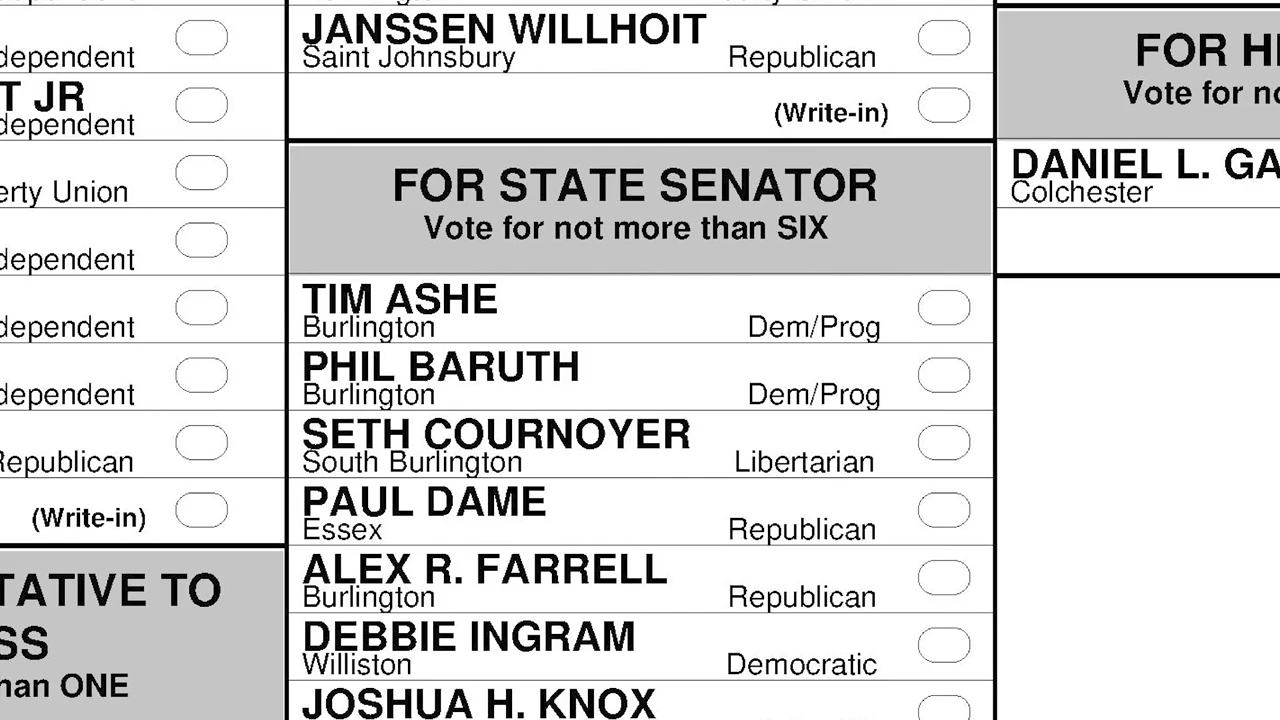 JANSSEN WILLHOIT
Saint Johnsbury Republican
(Write-in)
FOR STATE SENATOR
Vote for not more than SIX
TIM ASHE
Burlington Dem/Prog
PHIL BARUTH
Burlington Dem/Prog
SETH COURNOYER
South Burlington Libertarian
PAUL DAME
Essex Republican
ALEX R. FARRELL
Burlington Republican
DEBBIE INGRAM
Williston Democratic
JOSHUA H. KNOX
dependent
T JR
dependent
erty Union
dependent
dependent
dependent
Republican
(Write-in)
TATIVE TO
SS
han ONE
FOR H
Vote for no
DANIEL L. GA
Colchester